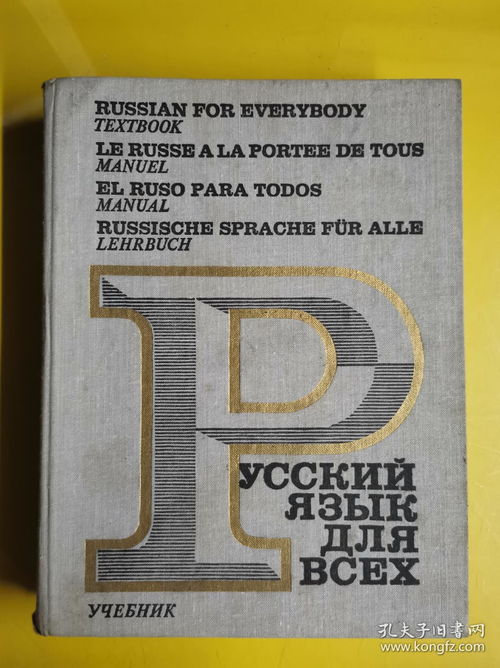 RUSSIAN FOR EVERYBODY
TEXTBOOK
LE RUSSE A LA PORTEE DE TOUS
MANUEL
EL RUSO PARA TODOS
MANUAL
RUSSISCHE SPRACHE FÜR ALLE
LEHRBUCH
РУССКИЙ
ЯЗЫК
ДЛЯ
ВСЕХ
УЧЕБНИК
孔夫子旧书网
www.kongfz.com